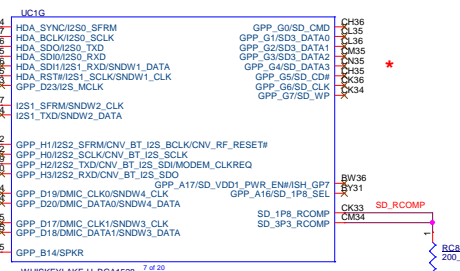 UC1G
HDA_SYNC/I2S0_SFRM
HDA_BCLK/I2S0_SCLK
HDA_SDO/I2S0_TXD
HDA_SDI0/I2S0_RXD
HDA_SDI1/I2S1_RXD/SNDW1_DATA
HDA_RST#/I2S1_SCLK/SNDW1_CLK
GPP_D23/I2S_MCLK
I2S1_SFRM/SNDW2_CLK
I2S1_TXD/SNDW2_DATA
GPP_H1/I2S2_SFRM/CNV_BT_I2S_BCLK/CNV_RF_RESET#
GPP_H0/I2S2_SCLK/CNV_BT_I2S_SCLK
GPP_H2/I2S2_TXD/CNV_BT_I2S_SDI/MODEM_CLKREQ
GPP_H3/I2S2_RXD/CNV_BT_I2S_SDO
GPP_D19/DMIC_CLK0/SNDW4_CLK
GPP_D20/DMIC_DATA0/SNDW4_DATA
GPP_D17/DMIC_CLK1/SNDW3_CLK
GPP_D18/DMIC_DATA1/SNDW3_DATA
GPP_B14/SPKR
GPP_G0/SD_CMD CH36
GPP_G1/SD3_DATA0 CL35
GPP_G2/SD3_DATA1 CL36
GPP_G3/SD3_DATA2 CM35
GPP_G4/SD_DATA3 CN35
GPP_G5/SD_CD# CH35
GPP_G6/SD_CLK CK36
GPP_G7/SD_WP CK34
*
GPP_A17/SD_VDD1_PWR_EN#/ISH_GP7 BW36
GPP_A16/SD_1P8_SEL BY31
SD_1P8_RCOMP CK33
SD_3P3_RCOMP CM34
SD_RCOMP
1
RC8
200_
7 of 20